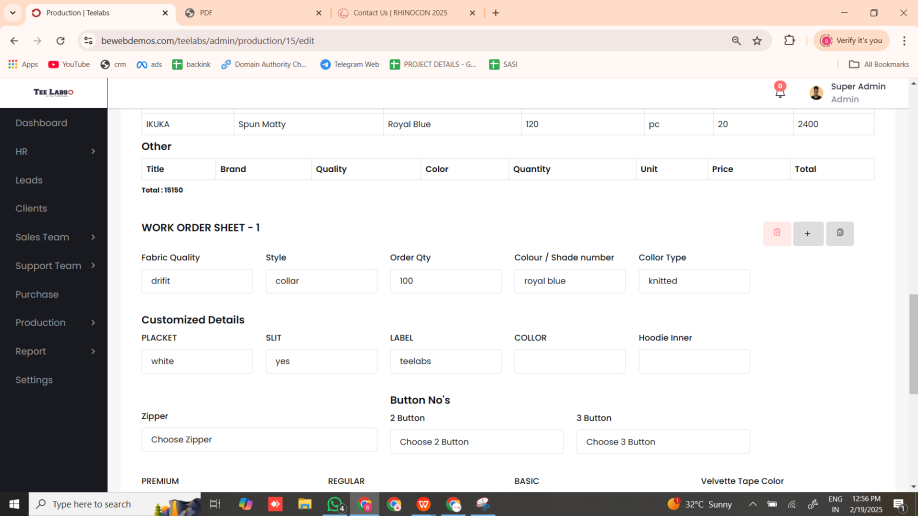 Production | Teelabs
PDF
Contact Us | RHINOCON 2025
bewebdemos.com/teelabs/admin/production/15/edit
Verify it's you
Apps
YouTube
crm
ads
backink
Domain Authority Ch...
Telegram Web
PROJECT DETAILS - G...
SASI
All Bookmarks
TEE LABS
0
Super Admin
Admin
Dashboard
HR
Leads
Clients
Sales Team
Support Team
Purchase
Production
Report
Settings
IKUKA Spun Matty Royal Blue 120 pc 20 2400
Other
Title Brand Quality Color Quantity Unit Price Total
Total : 15150
WORK ORDER SHEET - 1
Fabric Quality Style Order Qty Colour / Shade number Collor Type
drifit collar 100 royal blue knitted
Customized Details
PLACKET SLIT LABEL COLLOR Hoodie Inner
white yes teelabs
Button No's
Zipper 2 Button 3 Button
Choose Zipper Choose 2 Button Choose 3 Button
PREMIUM REGULAR BASIC Velvette Tape Color
Type here to search
4
32°C Sunny
ENG
IN
12:56 PM
2/19/2025
1